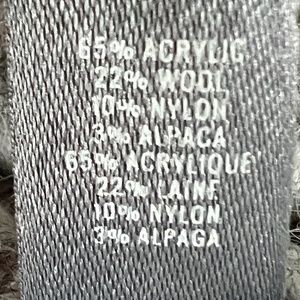 65% ACRYLIC
22% WOOL
10% NYLON
3% ALPACA
65% ACRYLIQUE
22% LAINE
10% NYLON
3% ALPAGA